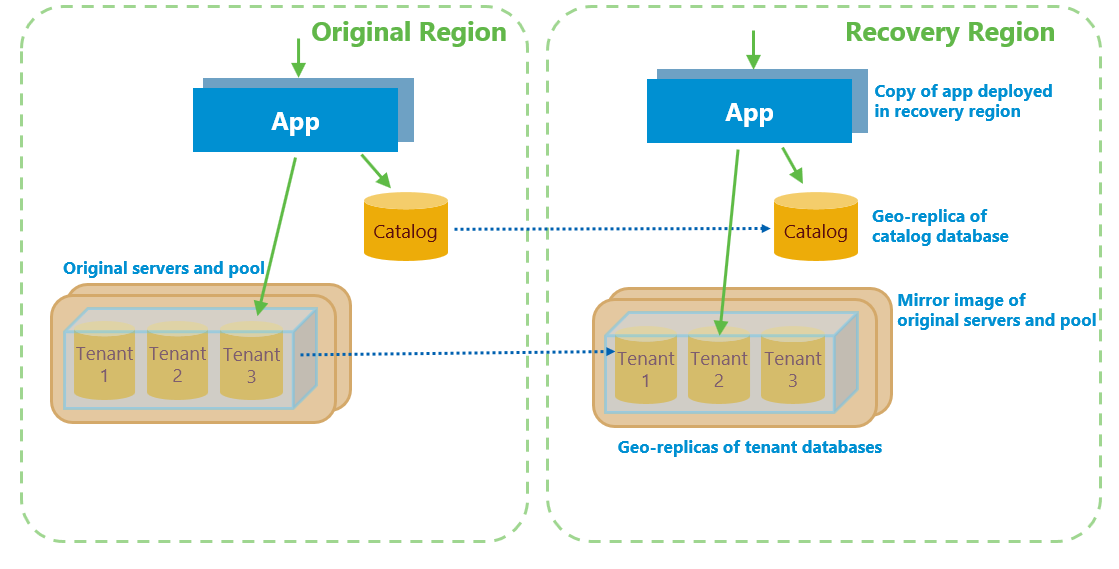 Original Region
App
Catalog
Original servers and pool
Tenant
1
Tenant
2
Tenant
3
Recovery Region
App
Copy of app deployed
in recovery region
Catalog
Geo-replica of
catalog database
Mirror image of
original servers and pool
Tenant
1
Tenant
2
Tenant
3
Geo-replicas of tenant databases